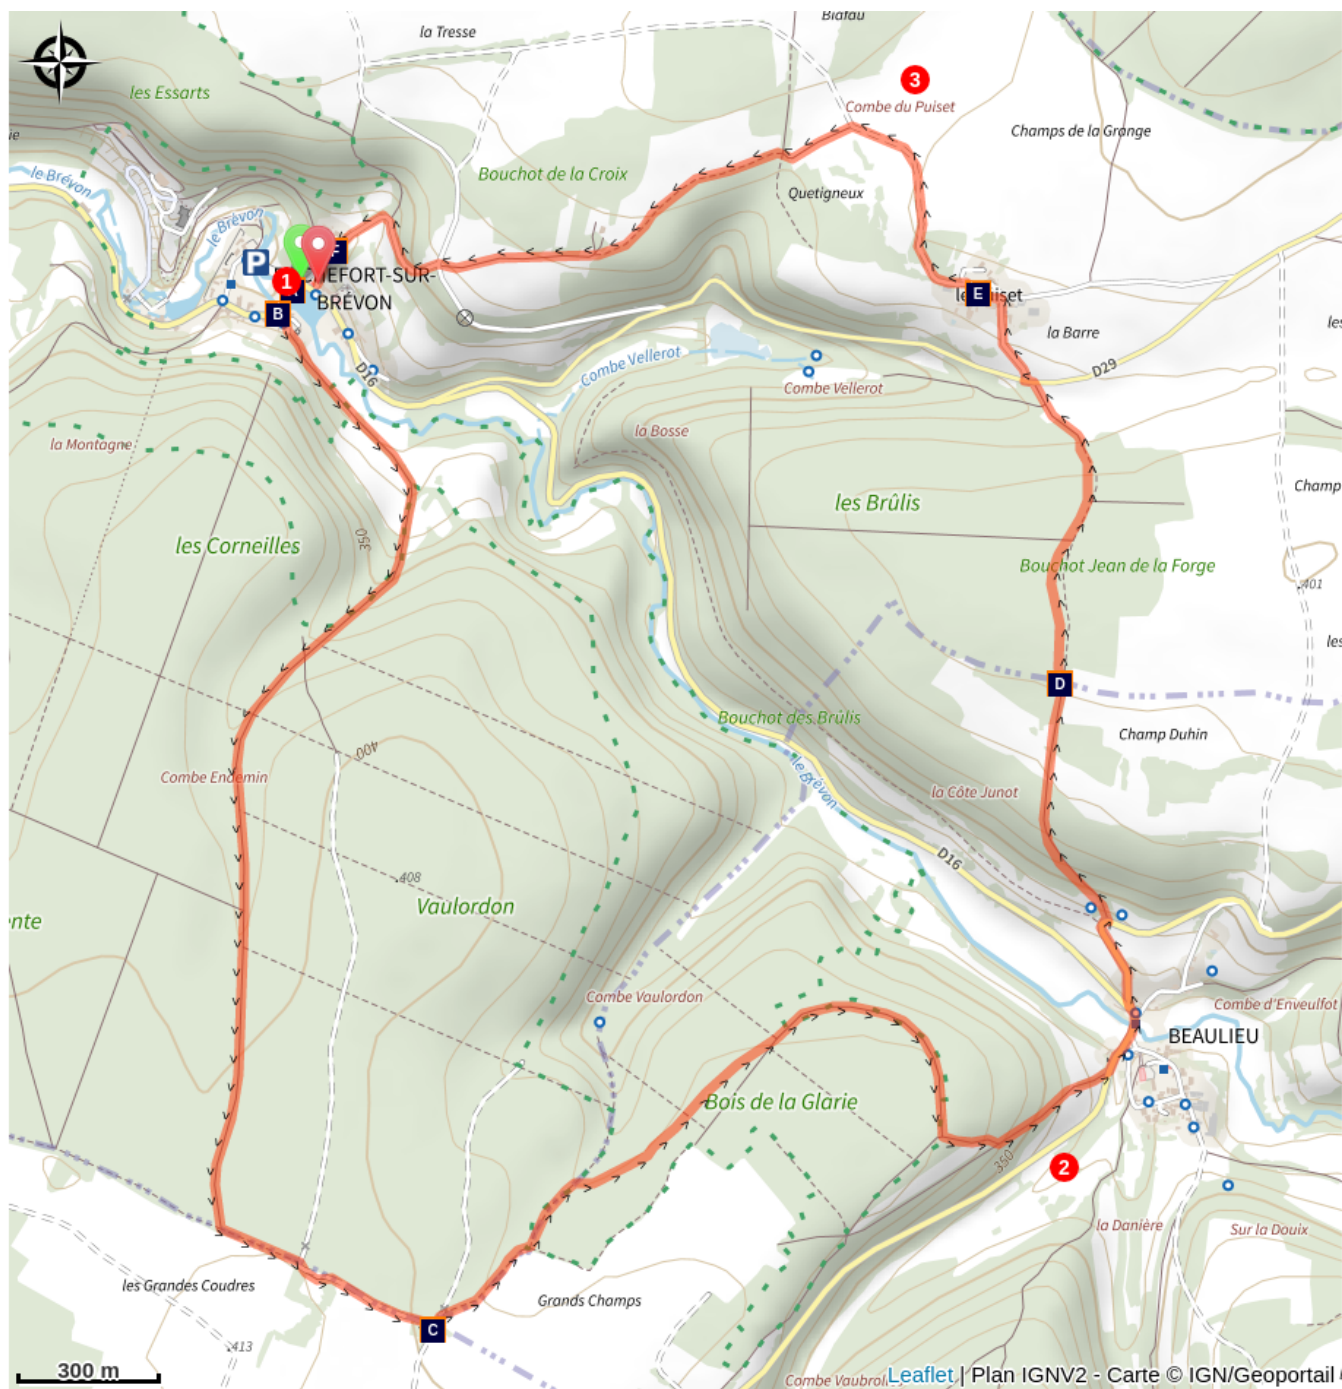 Biafau
la Tresse
3
les Essarts
Combe du Puiset
Champs de la Grange
le Brévon
Bouchot de la Croix
Quetigneux
le Brévon
P
F
1
B
BRÉVON
E
la Barre
les
Combe Vellerot
D29
D16
Combe Vellerot
la Montagne
la Bosse
Champ
les Brûlis
350
les Corneilles
Bouchot Jean de la Forge
401
les
D
Bouchot des Brûlis
Champ Duhin
400
Combe Endemin
le Brévon
la Côte Junot
D16
408
Vaulordon
ente
Combe Vaulordon
Combe d'Enveulfot
BEAULIEU
Bois de la Glarie
350
2
la Danière
Sur la Douix
les Grandes Coudres
Grands Champs
C
413
300 m
Leaflet | Plan IGNV2 - Carte © IGN/Geoportail